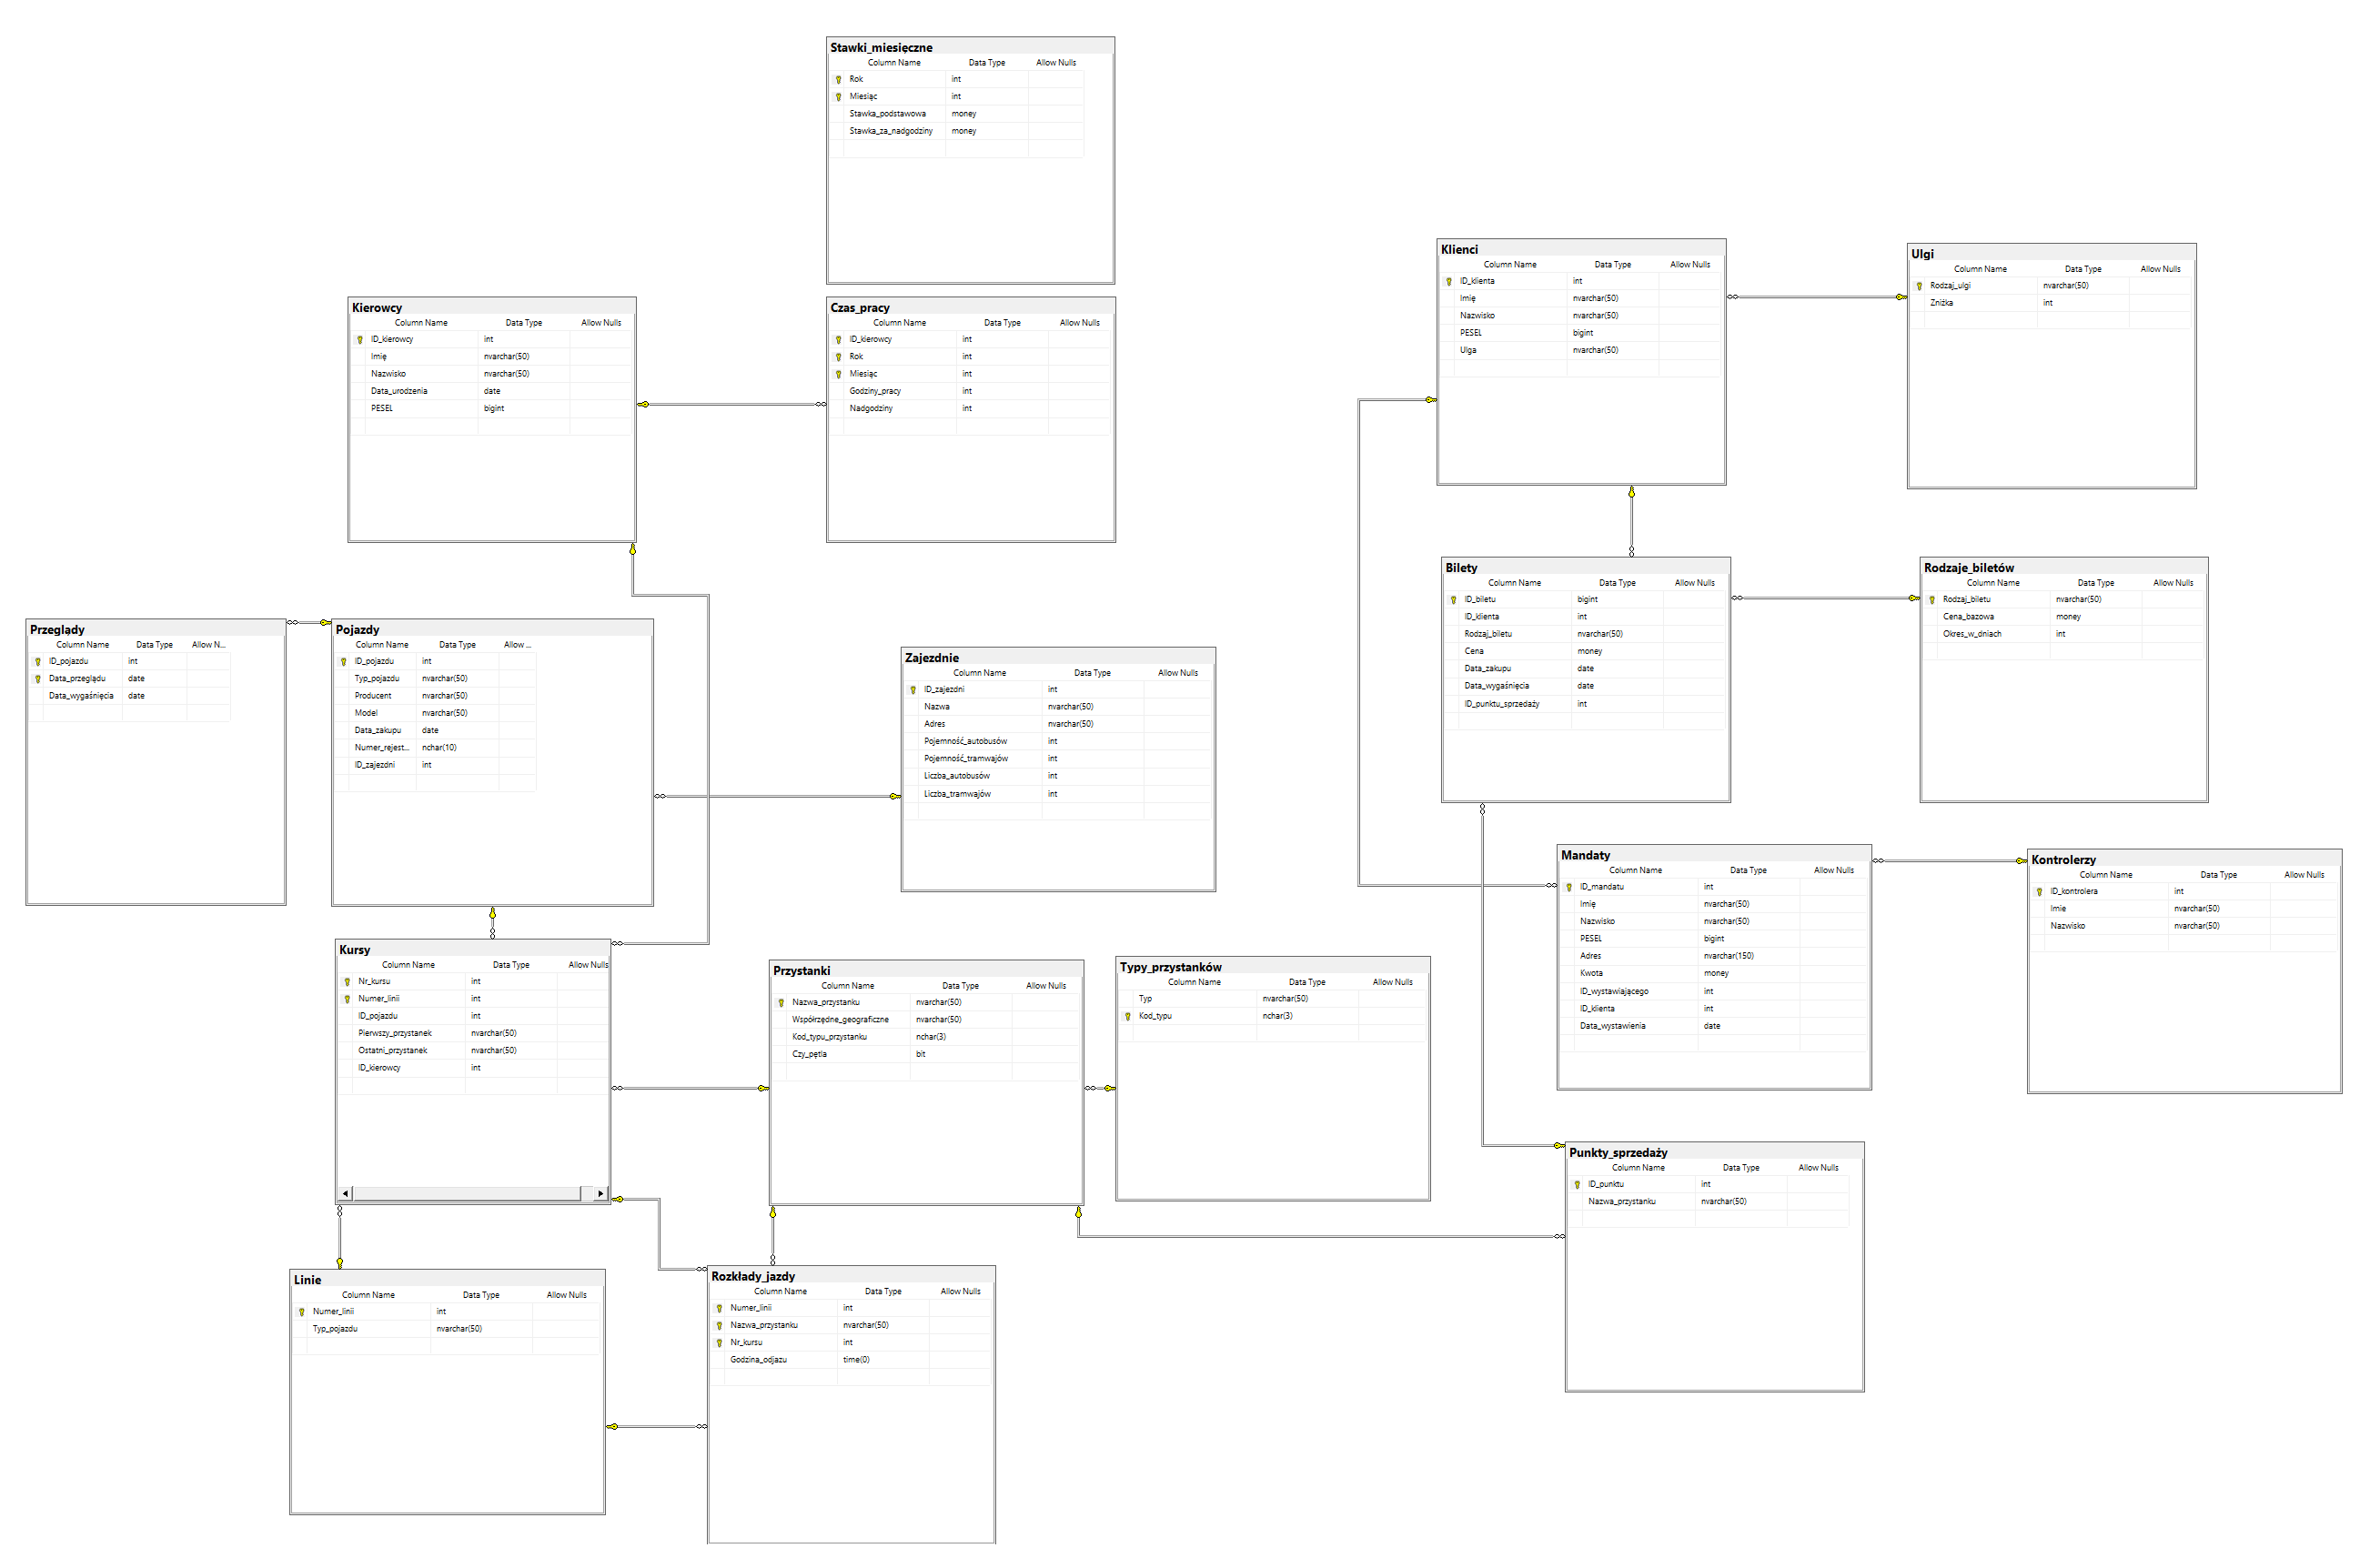 Stawki_miesięczne
Column Name Data Type Allow Nulls
Rok int
Miesiąc int
Stawka_podstawowa money
Stawka_za_nadgodziny money
Kierowcy
Column Name Data Type Allow Nulls
ID_kierowcy int
Imię nvarchar(50)
Nazwisko nvarchar(50)
Data_urodzenia date
PESEL bigint
Czas_pracy
Column Name Data Type Allow Nulls
ID_kierowcy int
Rok int
Miesiąc int
Godziny_pracy int
Nadgodziny int
Klienci
Column Name Data Type Allow Nulls
ID_klienta int
Imię nvarchar(50)
Nazwisko nvarchar(50)
PESEL bigint
Ulga nvarchar(50)
Ulgi
Column Name Data Type Allow Nulls
Rodzaj_ulgi nvarchar(50)
Zniżka int
Przeglądy
Column Name Data Type Allow N...
ID_pojazdu int
Data_przeglądu date
Data_wygaśnięcia date
Pojazdy
Column Name Data Type Allow ...
ID_pojazdu int
Typ_pojazdu nvarchar(50)
Producent nvarchar(50)
Model nvarchar(50)
Data_zakupu date
Numer_rejest... nchar(10)
ID_zajezdni int
Zajezdnie
Column Name Data Type Allow Nulls
ID_zajezdni int
Nazwa nvarchar(50)
Adres nvarchar(50)
Pojemność_autobusów int
Pojemność_tramwajów int
Liczba_autobusów int
Liczba_tramwajów int
Bilety
Column Name Data Type Allow Nulls
ID_biletu bigint
ID_klienta int
Rodzaj_biletu nvarchar(50)
Cena money
Data_zakupu date
Data_wygaśnięcia date
ID_punktu_sprzedaży int
Rodzaje_biletów
Column Name Data Type Allow Nulls
Rodzaj_biletu nvarchar(50)
Cena_bazowa money
Okres_w_dniach int
Mandaty
Column Name Data Type Allow Nulls
ID_mandatu int
Imię nvarchar(50)
Nazwisko nvarchar(50)
PESEL bigint
Adres nvarchar(150)
Kwota money
ID_wystawiającego int
ID_klienta int
Data_wystawienia date
Kontrolerzy
Column Name Data Type Allow Nulls
ID_kontrolera int
Imie nvarchar(50)
Nazwisko nvarchar(50)
Kursy
Column Name Data Type Allow Nulls
Nr_kursu int
Numer_linii int
ID_pojazdu int
Pierwszy_przystanek nvarchar(50)
Ostatni_przystanek nvarchar(50)
ID_kierowcy int
Przystanki
Column Name Data Type Allow Nulls
Nazwa_przystanku nvarchar(50)
Współrzędne_geograficzne nvarchar(50)
Kod_typu_przystanku nchar(3)
Czy_pętla bit
Typy_przystanków
Column Name Data Type Allow Nulls
Typ nvarchar(50)
Kod_typu nchar(3)
Punkty_sprzedaży
Column Name Data Type Allow Nulls
ID_punktu int
Nazwa_przystanku nvarchar(50)
Linie
Column Name Data Type Allow Nulls
Numer_linii int
Typ_pojazdu nvarchar(50)
Rozkłady_jazdy
Column Name Data Type Allow Nulls
Numer_linii int
Nazwa_przystanku nvarchar(50)
Nr_kursu int
Godzina_odjazu time(0)